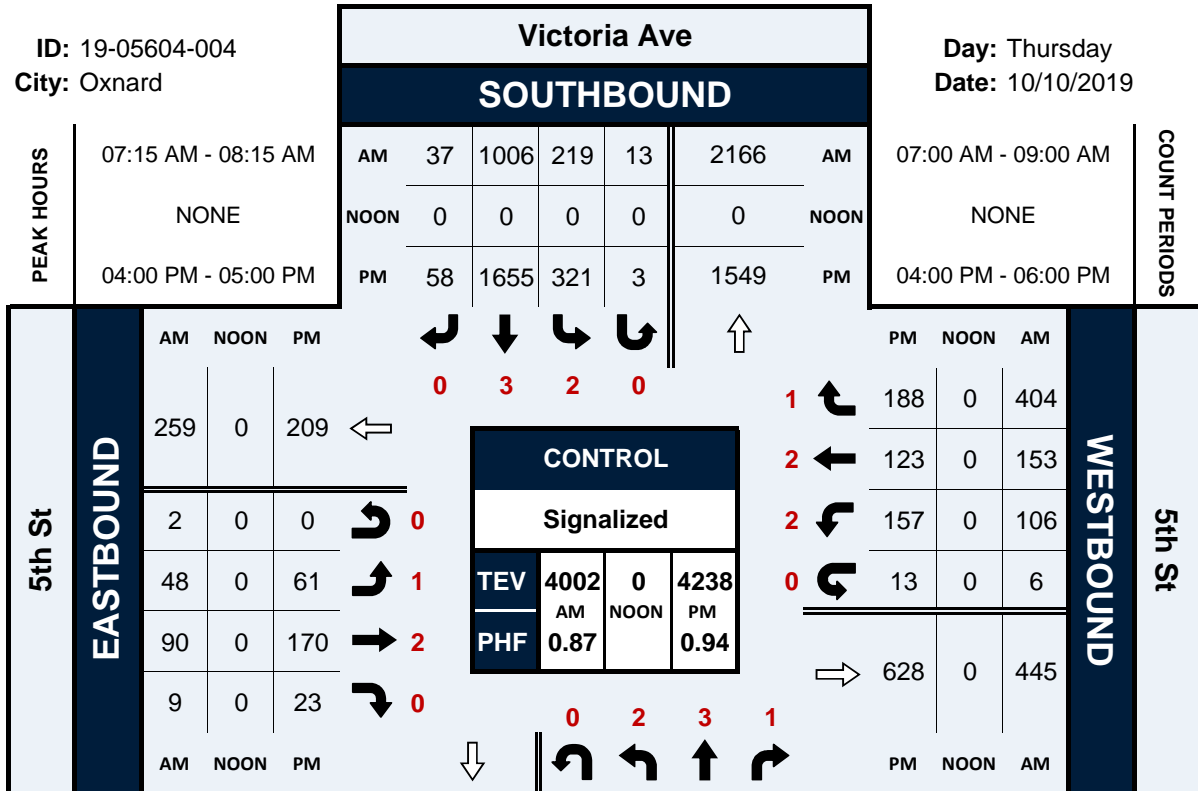 ID: 19-05604-004
City: Oxnard
Victoria Ave
SOUTHBOUND
Day: Thursday
Date: 10/10/2019
PEAK HOURS
07:15 AM - 08:15 AM
NONE
04:00 PM - 05:00 PM
AM 37 1006 219 13 2166 AM
NOON 0 0 0 0 0 NOON
PM 58 1655 321 3 1549 PM
07:00 AM - 09:00 AM
NONE
04:00 PM - 06:00 PM
COUNT PERIODS
0 3 2 0
5th St
EASTBOUND
AM NOON PM
259 0 209
2 0 0 0
48 0 61 1
90 0 170 2
9 0 23 0
AM NOON PM
CONTROL
Signalized
TEV 4002 0 4238
AM NOON PM
PHF 0.87 0.94
PM NOON AM
1 188 0 404
2 123 0 153
2 157 0 106
0 13 0 6
628 0 445
PM NOON AM
WESTBOUND
5th St
0 2 3 1